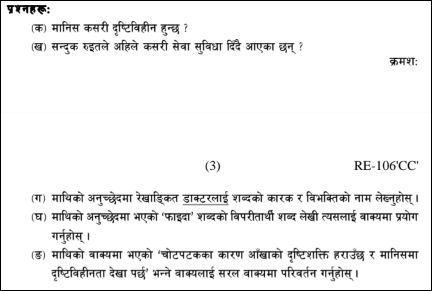 प्रश्नहरू:
(क) मानिस कसरी दृष्टिविहीन हुन्छ ?
(ख) सन्दुक रुइतले अहिले कसरी सेवा सुविधा दिँदै आएका छन् ?
क्रमश:
(3)
RE-106'CC'
(ग) माथिको अनुच्छेदमा रेखाङ्कित डाक्टरलाई शब्दको कारक र विभक्तिको नाम लेख्नुहोस् ।
(घ) माथिको अनुच्छेदमा भएको 'फाइदा' शब्दको विपरीतार्थी शब्द लेखी त्यसलाई वाक्यमा प्रयोग
गर्नुहोस् ।
(ङ) माथिको वाक्यमा भएको 'चोटपटकका कारण आँखाको दृष्टिशक्ति हराउँछ र मानिसमा
दृष्टिविहीनता देखा पर्छ' भन्ने वाक्यलाई सरल वाक्यमा परिवर्तन गर्नुहोस् ।